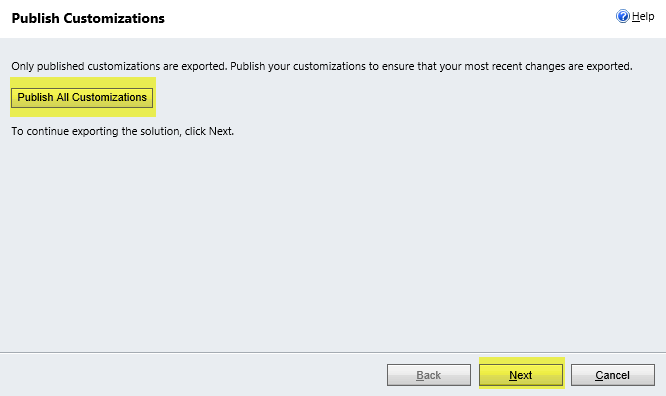 Publish Customizations
Help
Only published customizations are exported. Publish your customizations to ensure that your most recent changes are exported.
Publish All Customizations
To continue exporting the solution, click Next.
Back
Next
Cancel